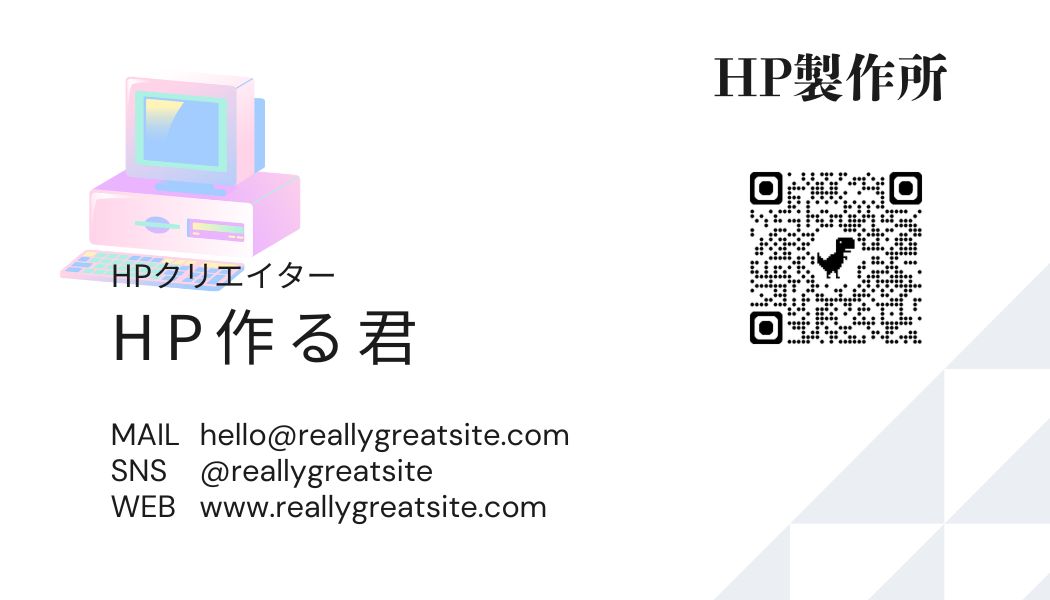 HP製作所
HPクリエイター
HP作る君
MAIL hello@reallygreatsite.com
SNS @reallygreatsite
WEB www.reallygreatsite.com